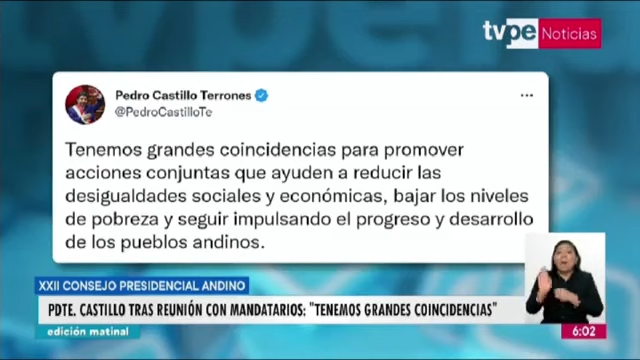 tvpe Noticias
Pedro Castillo Terrones
@PedroCastilloTe
Tenemos grandes coincidencias para promover
acciones conjuntas que ayuden a reducir las
desigualdades sociales y económicas, bajar los niveles
de pobreza y seguir impulsando el progreso y desarrollo
de los pueblos andinos.
XXII CONSEJO PRESIDENCIAL ANDINO
PDTE. CASTILLO TRAS REUNIÓN CON MANDATARIOS: "TENEMOS GRANDES COINCIDENCIAS"
edición matinal
6:02